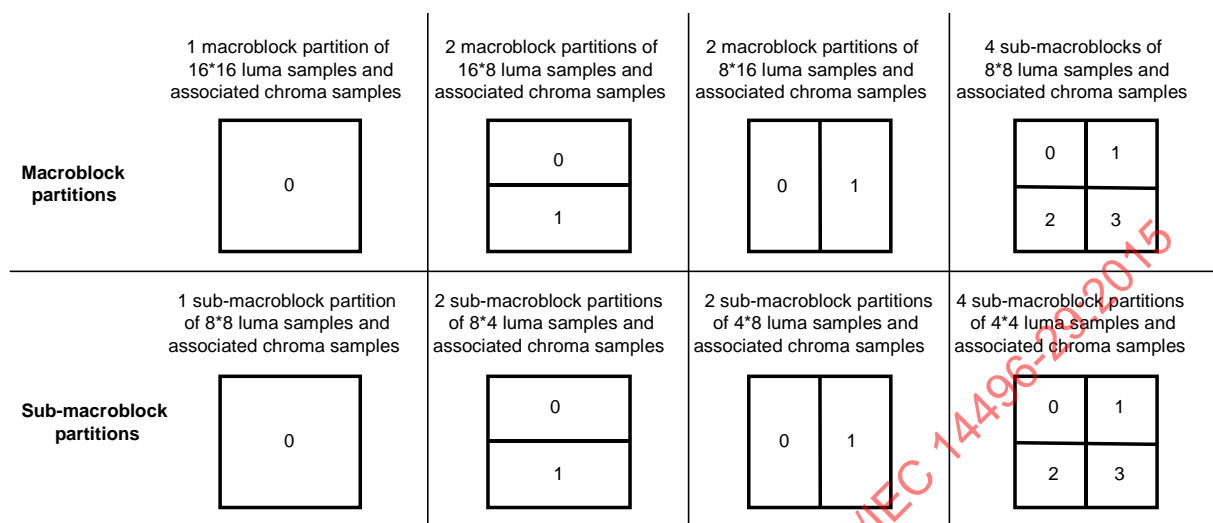 1 macroblock partition of
16*16 luma samples and
associated chroma samples
2 macroblock partitions of
16*8 luma samples and
associated chroma samples
2 macroblock partitions of
8*16 luma samples and
associated chroma samples
4 sub-macroblocks of
8*8 luma samples and
associated chroma samples
Macroblock
partitions
0
0
1
0 1
0 1
2 3
1 sub-macroblock partition
of 8*8 luma samples and
associated chroma samples
2 sub-macroblock partitions
of 8*4 luma samples and
associated chroma samples
2 sub-macroblock partitions
of 4*8 luma samples and
associated chroma samples
4 sub-macroblock partitions
of 4*4 luma samples and
associated chroma samples
Sub-macroblock
partitions
0
0
1
0 1
0 1
2 3
/IEC 14496-29:2015